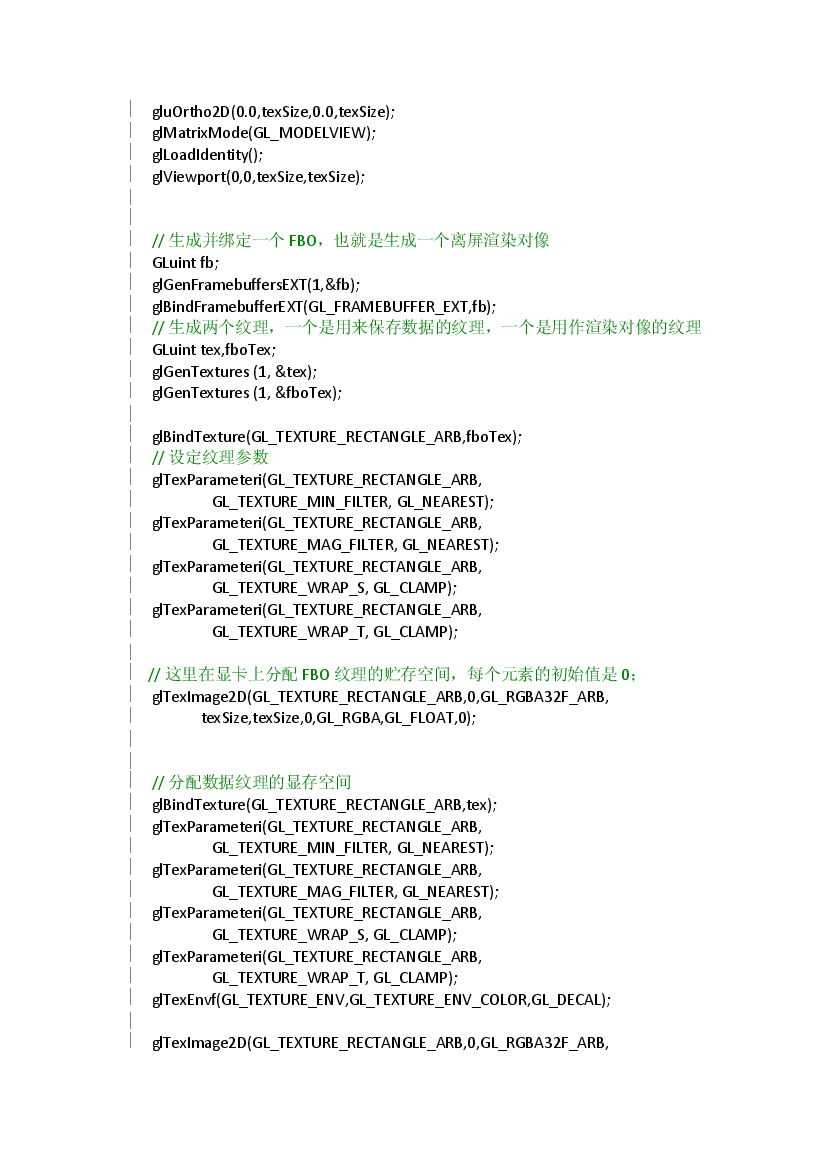 gluOrtho2D(0.0,texSize,0.0,texSize);
glMatrixMode(GL_MODELVIEW);
glLoadIdentity();
glViewport(0,0,texSize,texSize);
// 生成并绑定一个 FBO，也就是生成一个离屏渲染对像
GLuint fb;
glGenFramebuffersEXT(1,&fb);
glBindFramebufferEXT(GL_FRAMEBUFFER_EXT,fb);
// 生成两个纹理，一个是用来保存数据的纹理，一个是用作渲染对像的纹理
GLuint tex,fboTex;
glGenTextures (1, &tex);
glGenTextures (1, &fboTex);
glBindTexture(GL_TEXTURE_RECTANGLE_ARB,fboTex);
// 设定纹理参数
glTexParameteri(GL_TEXTURE_RECTANGLE_ARB,
GL_TEXTURE_MIN_FILTER, GL_NEAREST);
glTexParameteri(GL_TEXTURE_RECTANGLE_ARB,
GL_TEXTURE_MAG_FILTER, GL_NEAREST);
glTexParameteri(GL_TEXTURE_RECTANGLE_ARB,
GL_TEXTURE_WRAP_S, GL_CLAMP);
glTexParameteri(GL_TEXTURE_RECTANGLE_ARB,
GL_TEXTURE_WRAP_T, GL_CLAMP);
// 这里在显卡上分配 FBO 纹理的贮存空间，每个元素的初始值是 0；
glTexImage2D(GL_TEXTURE_RECTANGLE_ARB,0,GL_RGBA32F_ARB,
texSize,texSize,0,GL_RGBA,GL_FLOAT,0);
// 分配数据纹理的显存空间
glBindTexture(GL_TEXTURE_RECTANGLE_ARB,tex);
glTexParameteri(GL_TEXTURE_RECTANGLE_ARB,
GL_TEXTURE_MIN_FILTER, GL_NEAREST);
glTexParameteri(GL_TEXTURE_RECTANGLE_ARB,
GL_TEXTURE_MAG_FILTER, GL_NEAREST);
glTexParameteri(GL_TEXTURE_RECTANGLE_ARB,
GL_TEXTURE_WRAP_S, GL_CLAMP);
glTexParameteri(GL_TEXTURE_RECTANGLE_ARB,
GL_TEXTURE_WRAP_T, GL_CLAMP);
glTexEnvf(GL_TEXTURE_ENV,GL_TEXTURE_ENV_COLOR,GL_DECAL);
glTexImage2D(GL_TEXTURE_RECTANGLE_ARB,0,GL_RGBA32F_ARB,